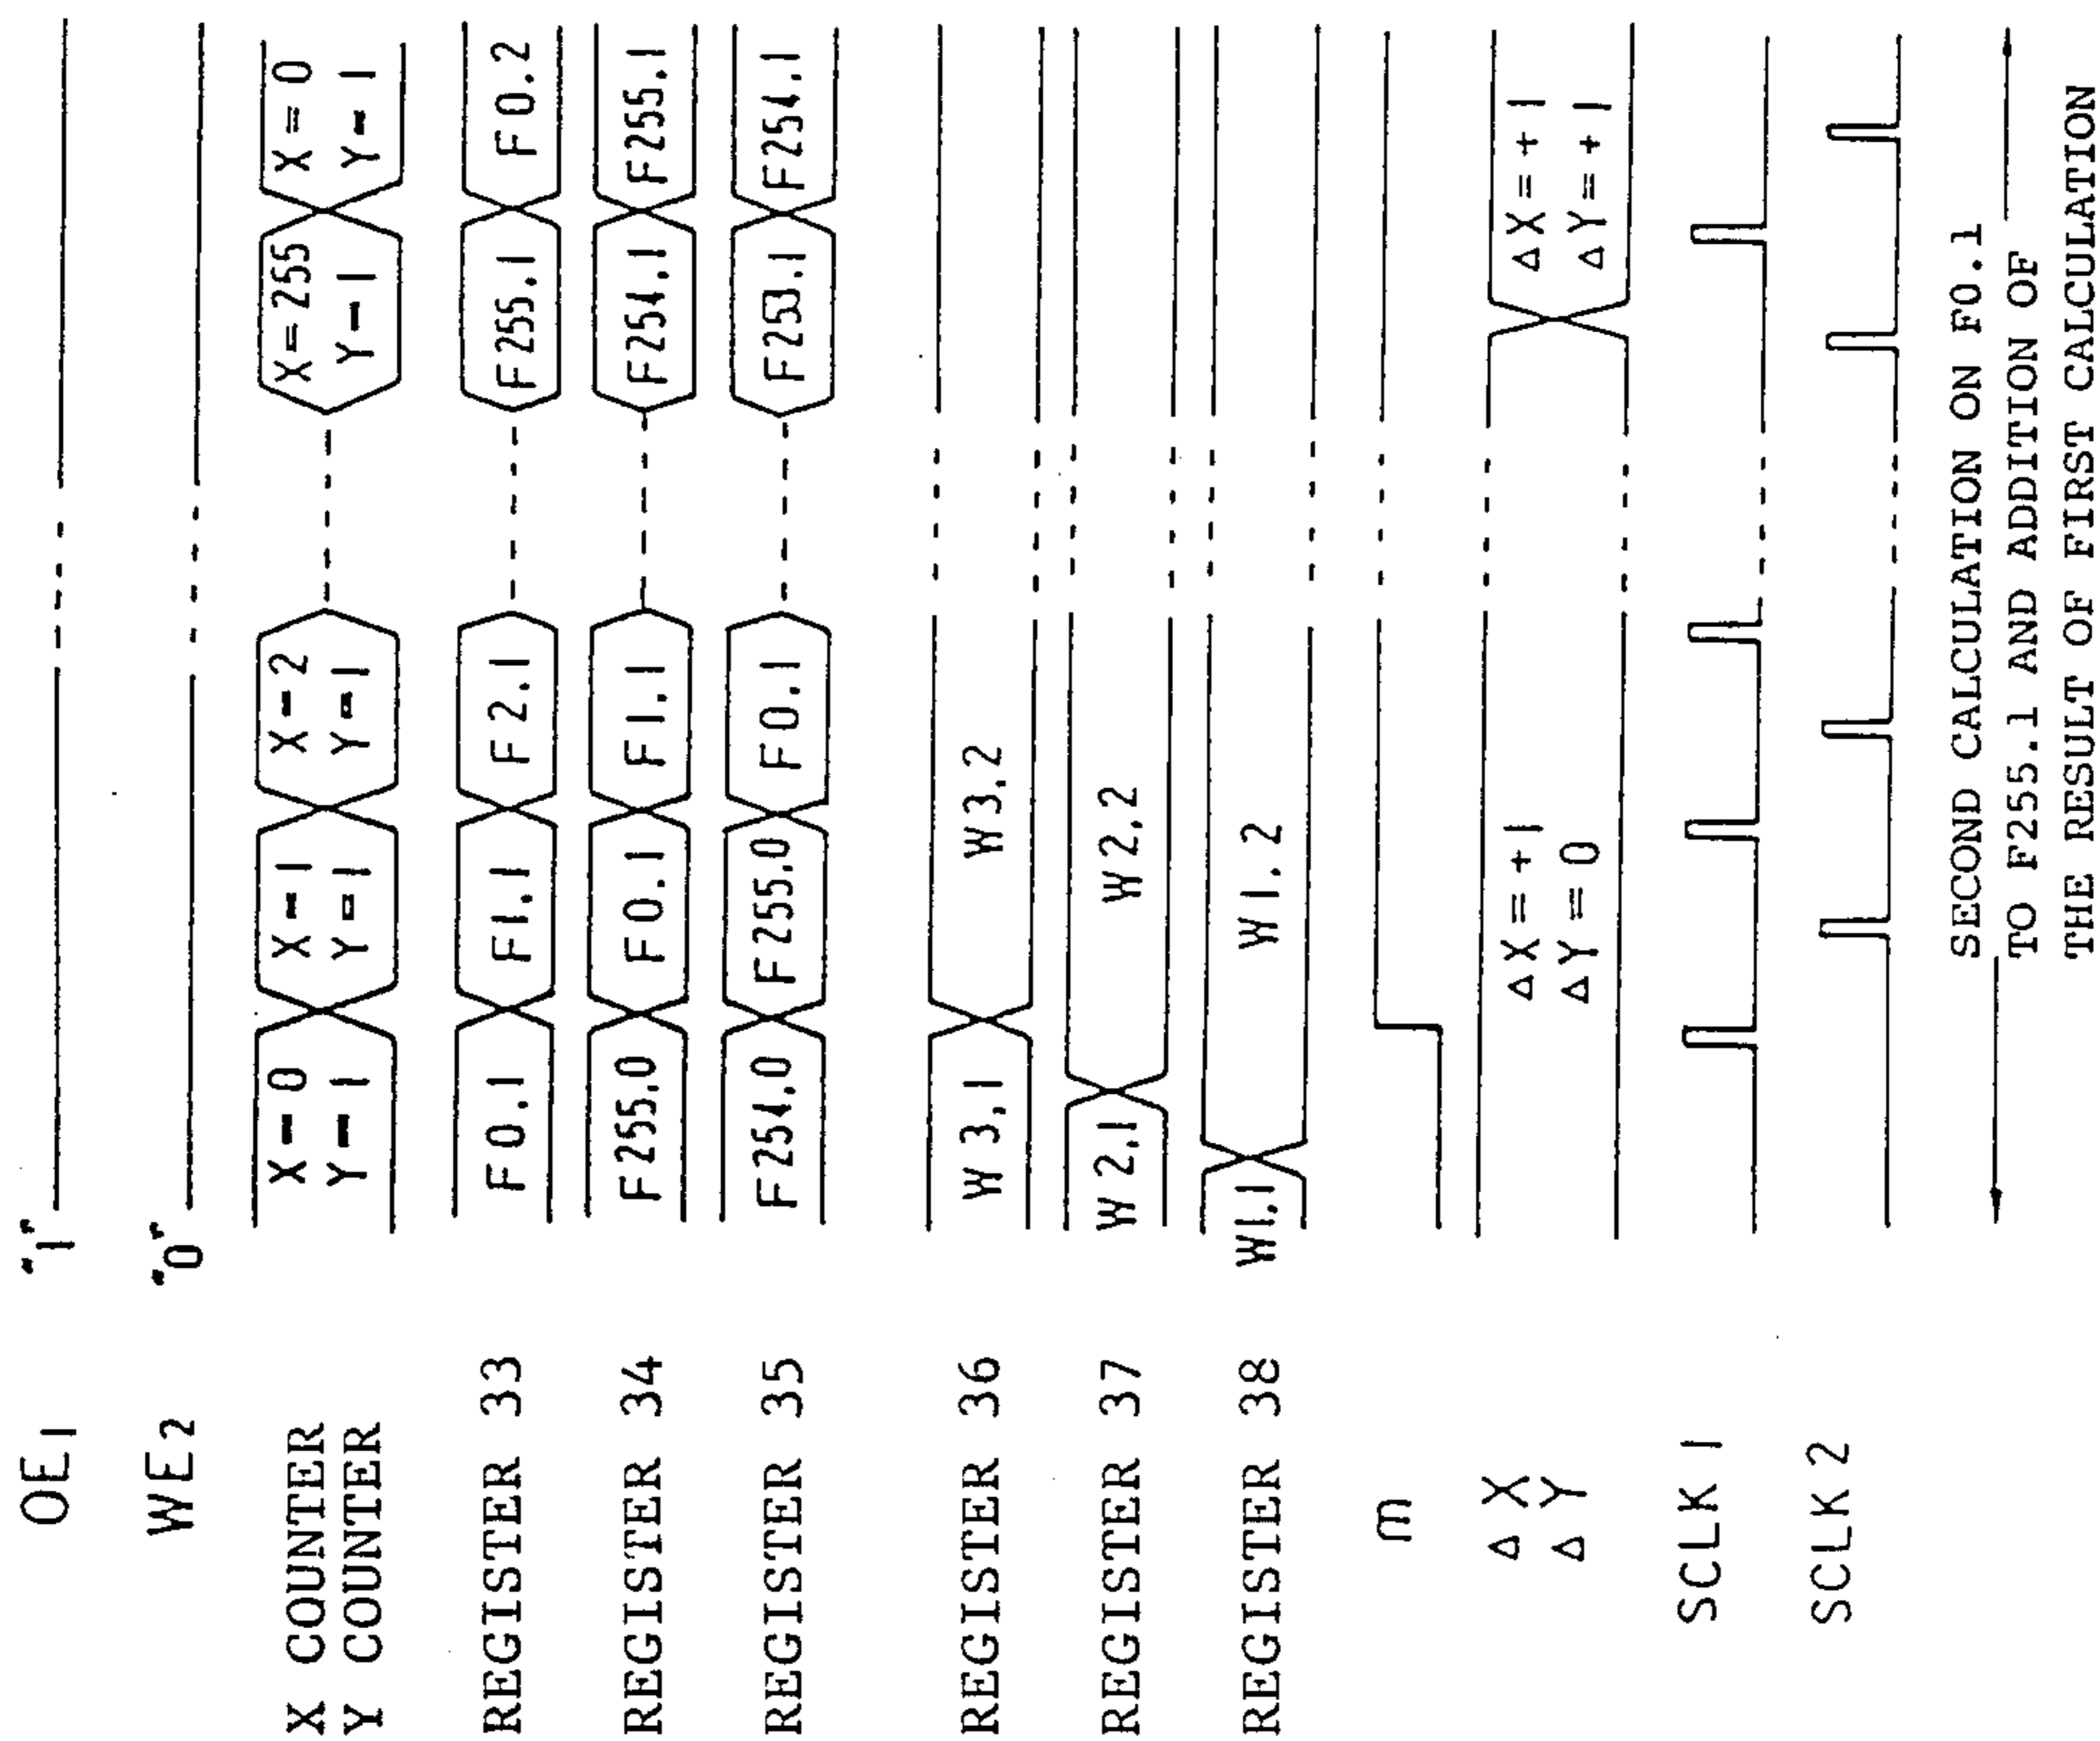 OE1 "1"
WE2 "0"
X COUNTER X=0 X=1 X=2 X=255 X=0
Y COUNTER Y=1 Y=1 Y=1 Y=1 Y=1
REGISTER 33 F0.1 F1.1 F2.1 F255.1 F0.2
REGISTER 34 F255.0 F0.1 F1.1 F254.1 F255.1
REGISTER 35 F254.0 F255.0 F0.1 F253.1 F254.1
REGISTER 36 W3,1 W3,2
REGISTER 37 W2,1 W2,2
REGISTER 38 W1,1 W1,2
m
ΔX ΔX=+1 ΔX=+1
ΔY ΔY=0 ΔY=+1
SCLK 1
SCLK 2
SECOND CALCULATION ON F0.1
TO F255.1 AND ADDITION OF
THE RESULT OF FIRST CALCULATION